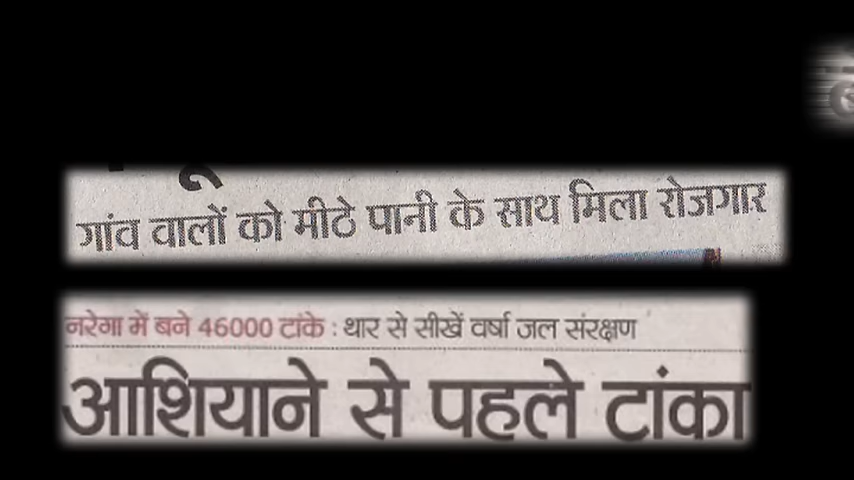 गांव वालों को मीठे पानी के साथ मिला रोजगार
नरेगा में बने 46000 टांके : थार से सीखें वर्षा जल संरक्षण
आशियाने से पहले टांका